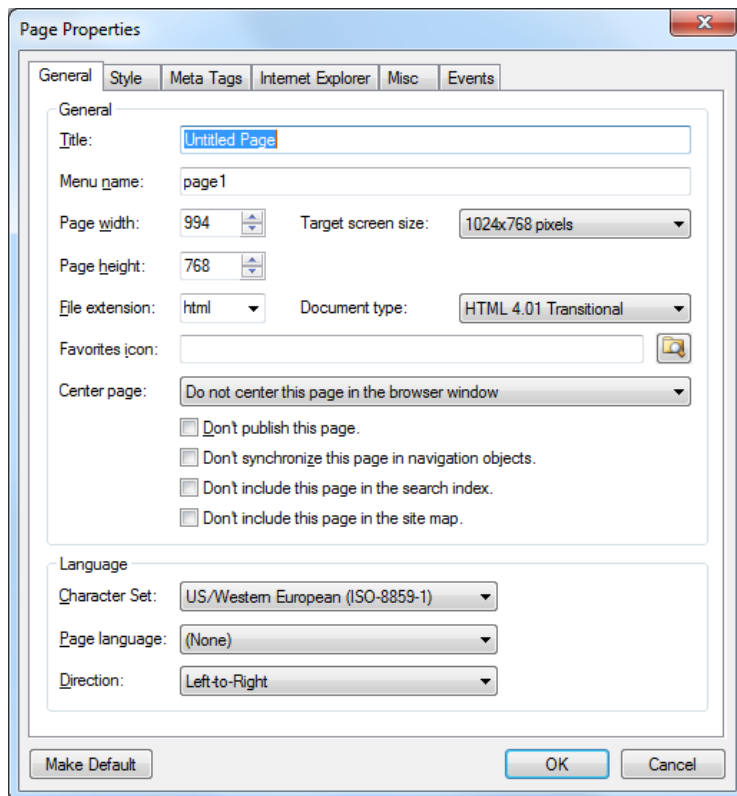 Page Properties
General Style Meta Tags Internet Explorer Misc Events
General
Title: Untitled Page
Menu name: page1
Page width: 994 Target screen size: 1024x768 pixels
Page height: 768
File extension: html Document type: HTML 4.01 Transitional
Favorites icon:
Center page: Do not center this page in the browser window
Don't publish this page.
Don't synchronize this page in navigation objects.
Don't include this page in the search index.
Don't include this page in the site map.
Language
Character Set: US/Western European (ISO-8859-1)
Page language: (None)
Direction: Left-to-Right
Make Default OK Cancel